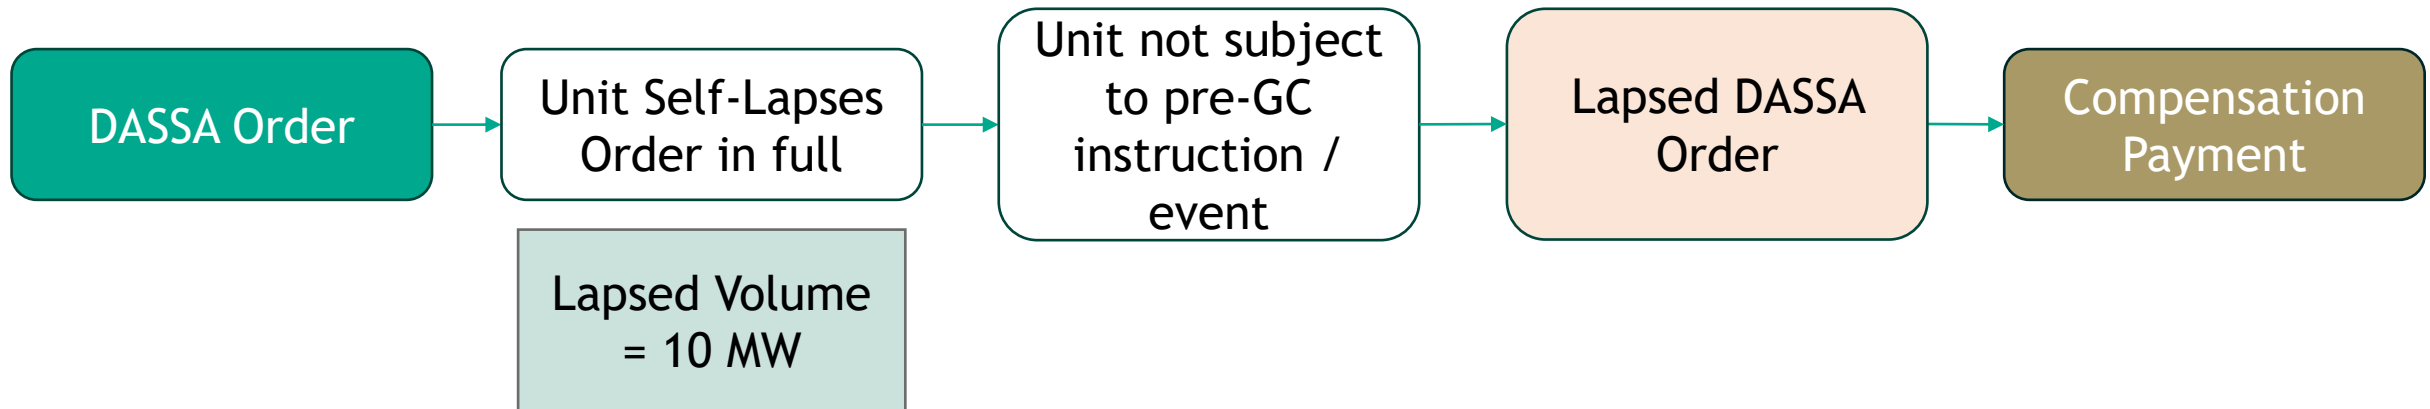 DASSA Order
Unit Self-Lapses
Order in full
Lapsed Volume
= 10 MW
Unit not subject
to pre-GC
instruction /
event
Lapsed DASSA
Order
Compensation
Payment